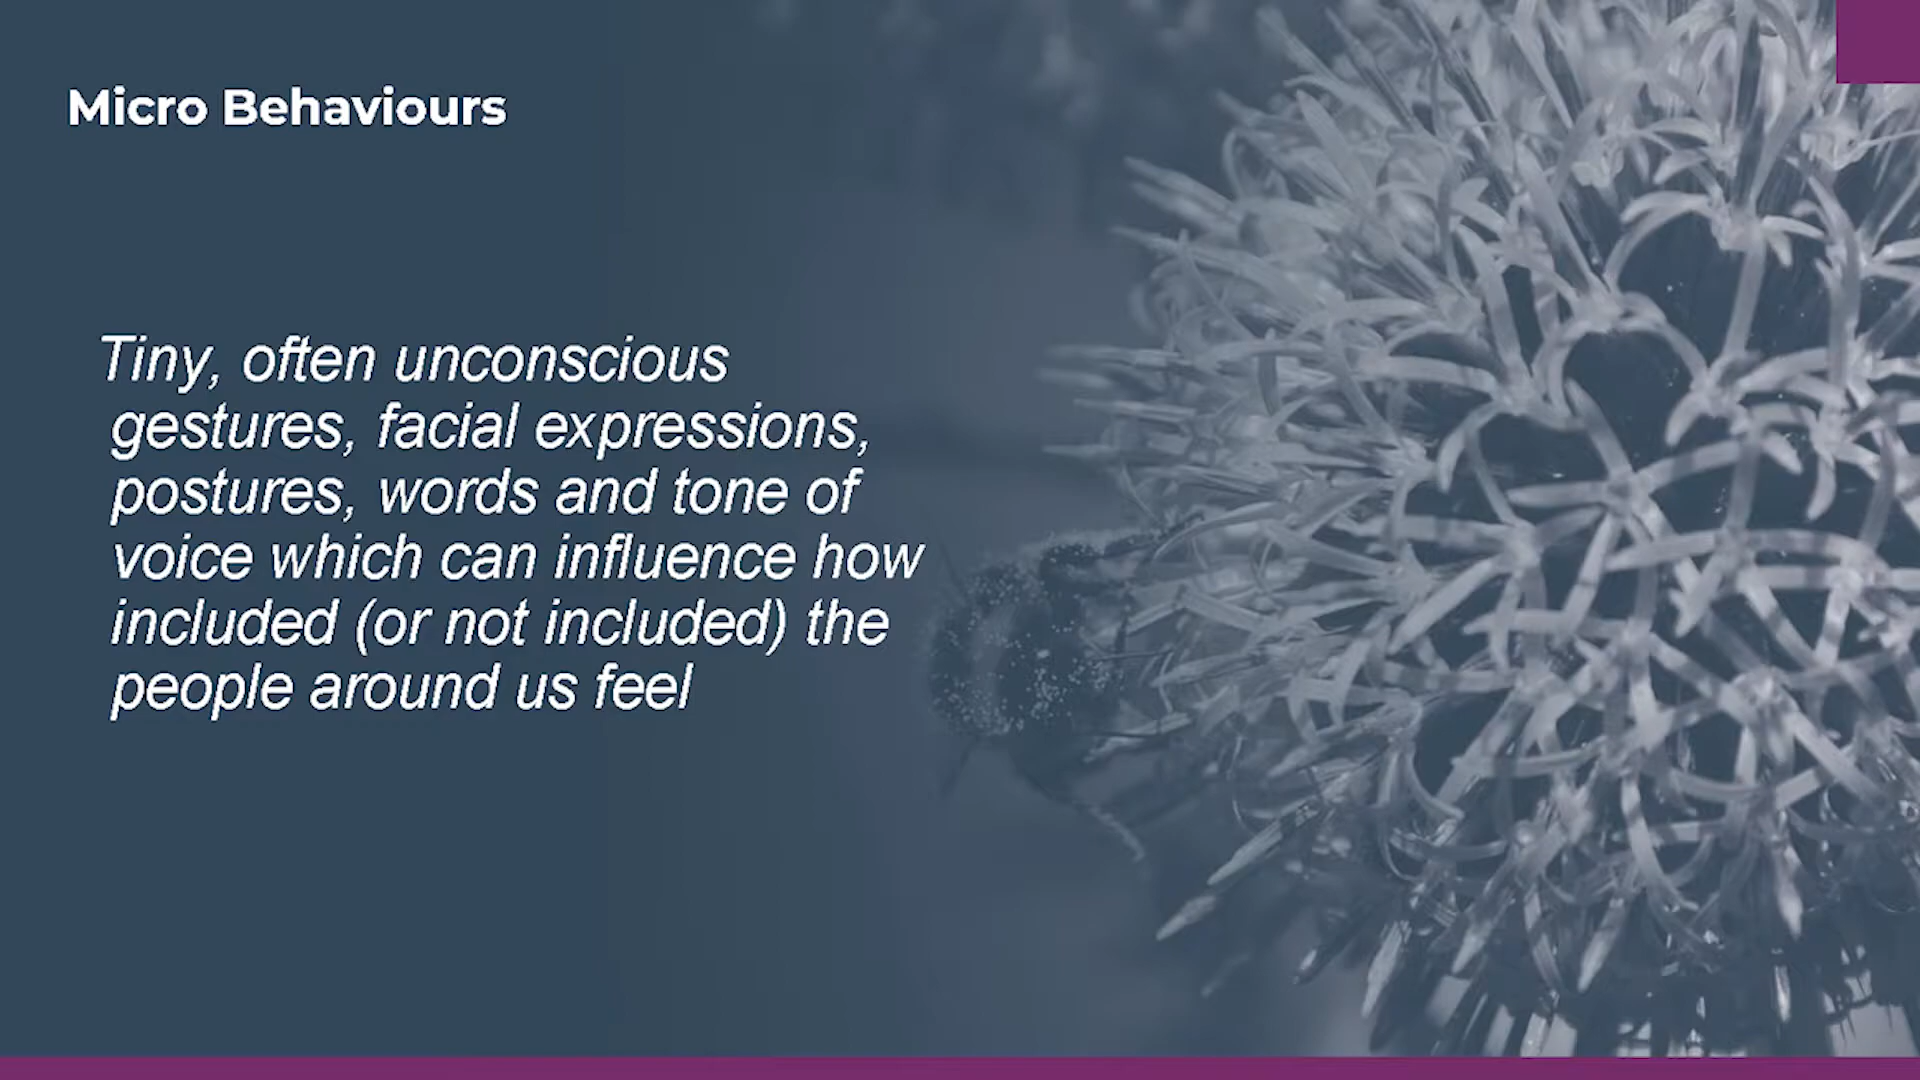 Micro Behaviours
Tiny, often unconscious
gestures, facial expressions,
postures, words and tone of
voice which can influence how
included (or not included) the
people around us feel